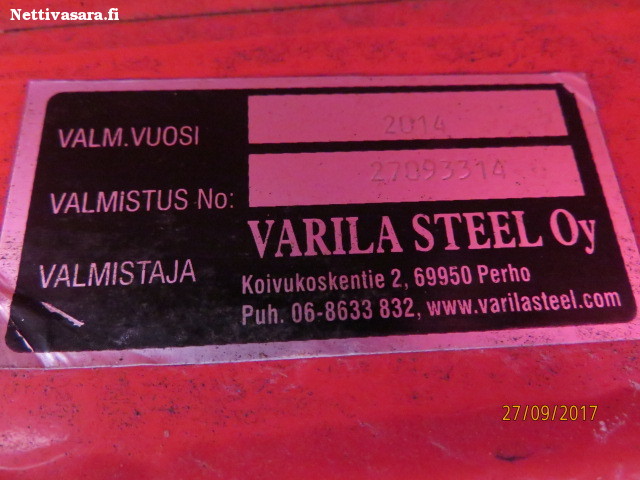 Nettivasara.fi
VALM.VUOSI 2014
VALMiSTUS No: 27093314
VALMISTAJA VARILA STEEL Oy
Koivukoskentie 2, 69950 Perho
Puh. 06-8633 832, www.varilasteel.com
27/09/2017